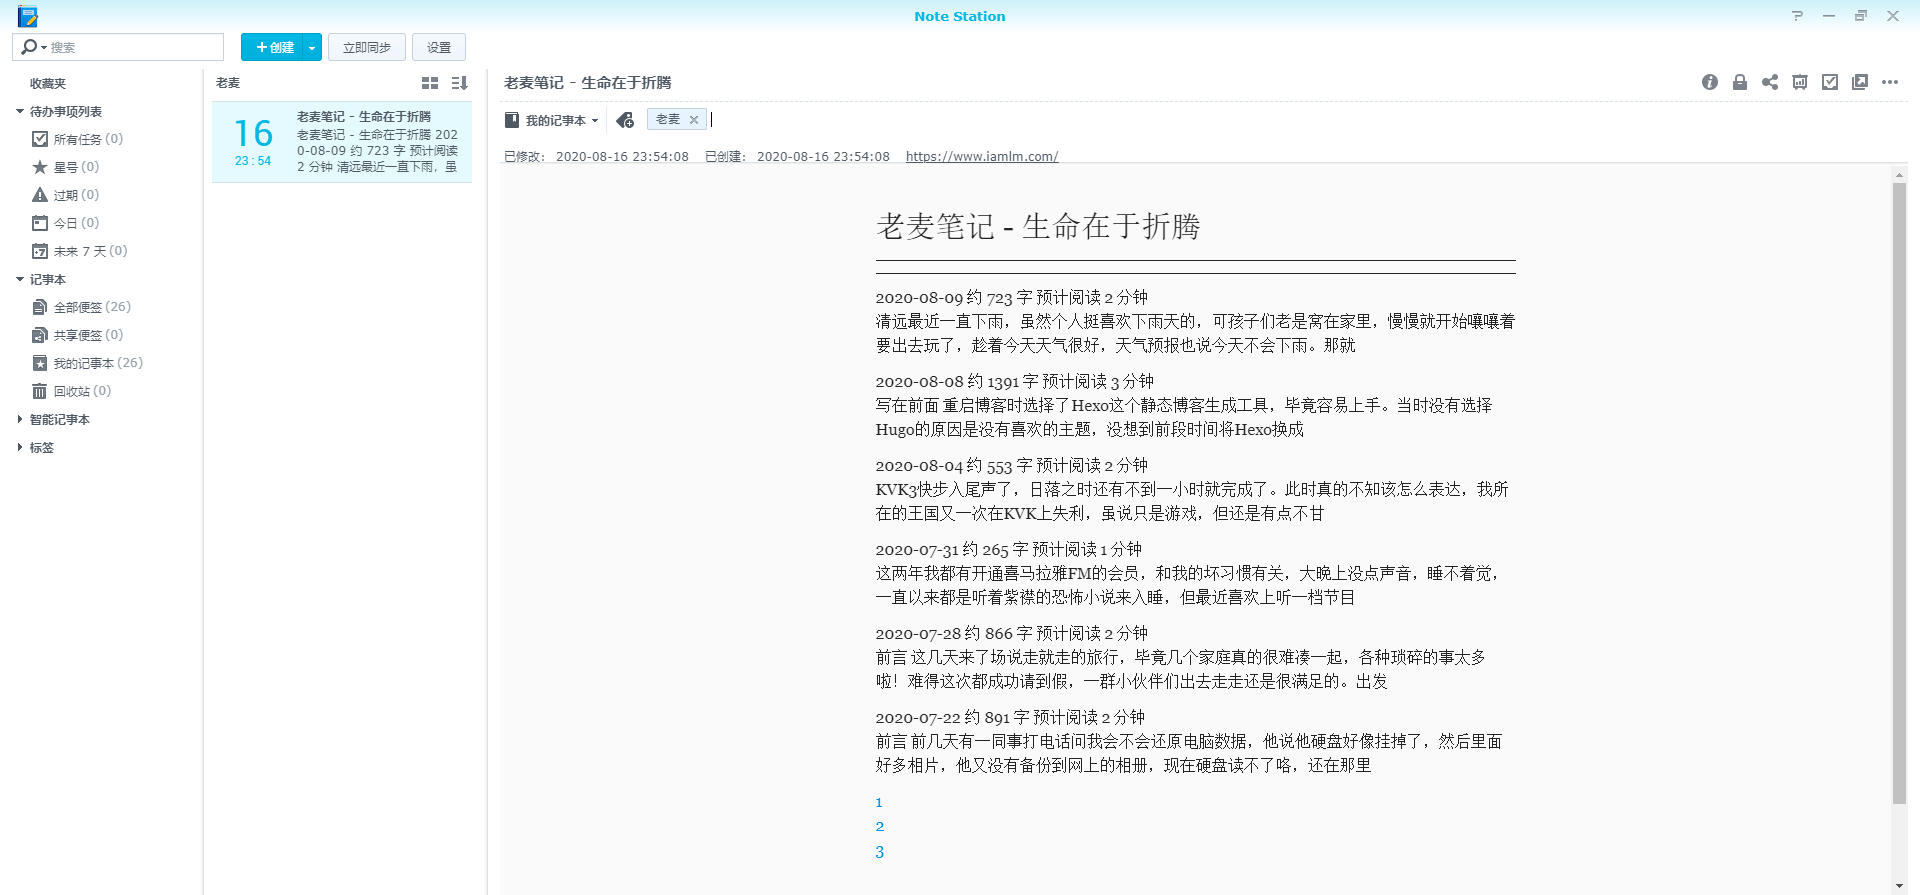 Note Station
搜索
创建
立即同步
设置
收藏夹
待办事项列表
所有任务 (0)
星号 (0)
过期 (0)
今日 (0)
未来 7 天 (0)
记事本
全部便签 (26)
共享便签 (0)
我的记事本 (26)
回收站 (0)
智能记事本
标签
老麦
16
23:54
老麦笔记 - 生命在于折腾
老麦笔记 - 生命在于折腾 202
0-08-09 约 723 字 预计阅读
2 分钟 清远最近一直下雨，虽
老麦笔记 - 生命在于折腾
我的记事本
老麦
已修改： 2020-08-16 23:54:08 已创建： 2020-08-16 23:54:08 https://www.iamlm.com/
老麦笔记 - 生命在于折腾
2020-08-09 约 723 字 预计阅读 2 分钟
清远最近一直下雨，虽然个人挺喜欢下雨天的，可孩子们老是窝在家里，慢慢就开始嚷嚷着
要出去玩了，趁着今天天气很好，天气预报也说今天不会下雨。那就
2020-08-08 约 1391 字 预计阅读 3 分钟
写在前面 重启博客时选择了Hexo这个静态博客生成工具，毕竟容易上手。当时没有选择
Hugo的原因是没有喜欢的主题，没想到前段时间将Hexo换成
2020-08-04 约 553 字 预计阅读 2 分钟
KVK3快步入尾声了，日落之时还有不到一小时就完成了。此时真的不知该怎么表达，我所
在的王国又一次在KVK上失利，虽说只是游戏，但还是有点不甘
2020-07-31 约 265 字 预计阅读 1 分钟
这两年我都有开通喜马拉雅FM的会员，和我的坏习惯有关，大晚上没点声音，睡不着觉，
一直以来都是听着紫襟的恐怖小说来入睡，但最近喜欢上听一档节目
2020-07-28 约 866 字 预计阅读 2 分钟
前言 这几天来了场说走就走的旅行，毕竟几个家庭真的很难凑一起，各种琐碎的事太多
啦！难得这次都成功请到假，一群小伙伴们出去走走还是很满足的。出发
2020-07-22 约 891 字 预计阅读 2 分钟
前言 前几天有一同事打电话问我会不会还原电脑数据，他说他硬盘好像挂掉了，然后里面
好多相片，他又没有备份到网上的相册，现在硬盘读不了咯，还在那里
1
2
3